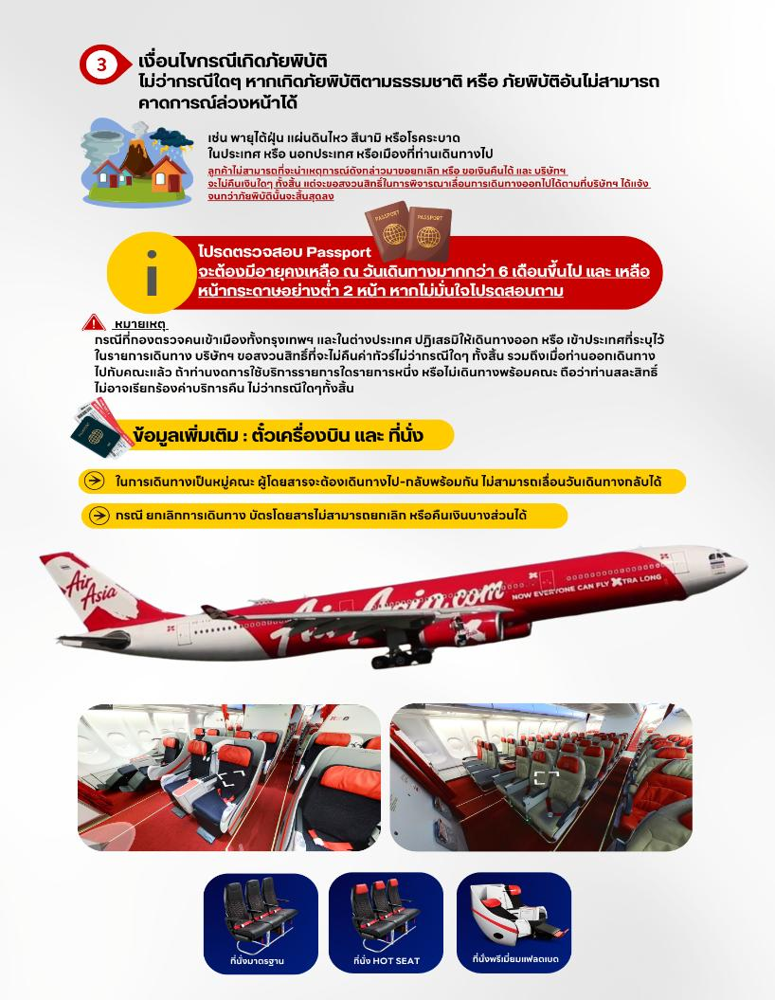 3
เงื่อนไขกรณีเกิดภัยพิบัติ
ไม่ว่ากรณีใดๆ หากเกิดภัยพิบัติตามธรรมชาติ หรือ ภัยพิบัติอันไม่สามารถ
คาดการณ์ล่วงหน้าได้
เช่น พายุไต้ฝุ่น แผ่นดินไหว สึนามิ หรือโรคระบาด
ในประเทศ หรือ นอกประเทศ หรือเมืองที่ท่านเดินทางไป
ลูกค้าไม่สามารถที่จะนำเหตุการณ์ดังกล่าวมาขอยกเลิก หรือ ขอเงินคืนได้ และ บริษัทฯ
จะไม่คืนเงินใดๆ ทั้งสิ้น แต่จะขอสงวนสิทธิ์ในการพิจารณาเลื่อนการเดินทางออกไปได้ตามที่บริษัทฯ ได้แจ้ง
จนกว่าภัยพิบัตินั้นจะสิ้นสุดลง
PASSPORT
PASSPORT
i
โปรดตรวจสอบ Passport
จะต้องมีอายุคงเหลือ ณ วันเดินทางมากกว่า 6 เดือนขึ้นไป และ เหลือ
หน้ากระดาษอย่างต่ำ 2 หน้า หากไม่มั่นใจโปรดสอบถาม
หมายเหตุ
กรณีที่กองตรวจคนเข้าเมืองทั้งกรุงเทพฯ และในต่างประเทศ ปฏิเสธมิให้เดินทางออก หรือ เข้าประเทศที่ระบุไว้
ในรายการเดินทาง บริษัทฯ ขอสงวนสิทธิ์ที่จะไม่คืนค่าทัวร์ไม่ว่ากรณีใดๆ ทั้งสิ้น รวมถึงเมื่อท่านออกเดินทาง
ไปกับคณะแล้ว ถ้าท่านงดการใช้บริการรายการใดรายการหนึ่ง หรือไม่เดินทางพร้อมคณะ ถือว่าท่านสละสิทธิ์
ไม่อาจเรียกร้องค่าบริการคืน ไม่ว่ากรณีใดๆทั้งสิ้น
ข้อมูลเพิ่มเติม : ตั๋วเครื่องบิน และ ที่นั่ง
ในการเดินทางเป็นหมู่คณะ ผู้โดยสารจะต้องเดินทางไป-กลับพร้อมกัน ไม่สามารถเลื่อนวันเดินทางกลับได้
กรณี ยกเลิกการเดินทาง บัตรโดยสารไม่สามารถยกเลิก หรือคืนเงินบางส่วนได้
Air Asia
AirAsia.com
NOW EVERYONE CAN FLY XTRA LONG
ที่นั่งมาตรฐาน
ที่นั่ง HOT SEAT
ที่นั่งพรีเมี่ยมแฟลตเบด